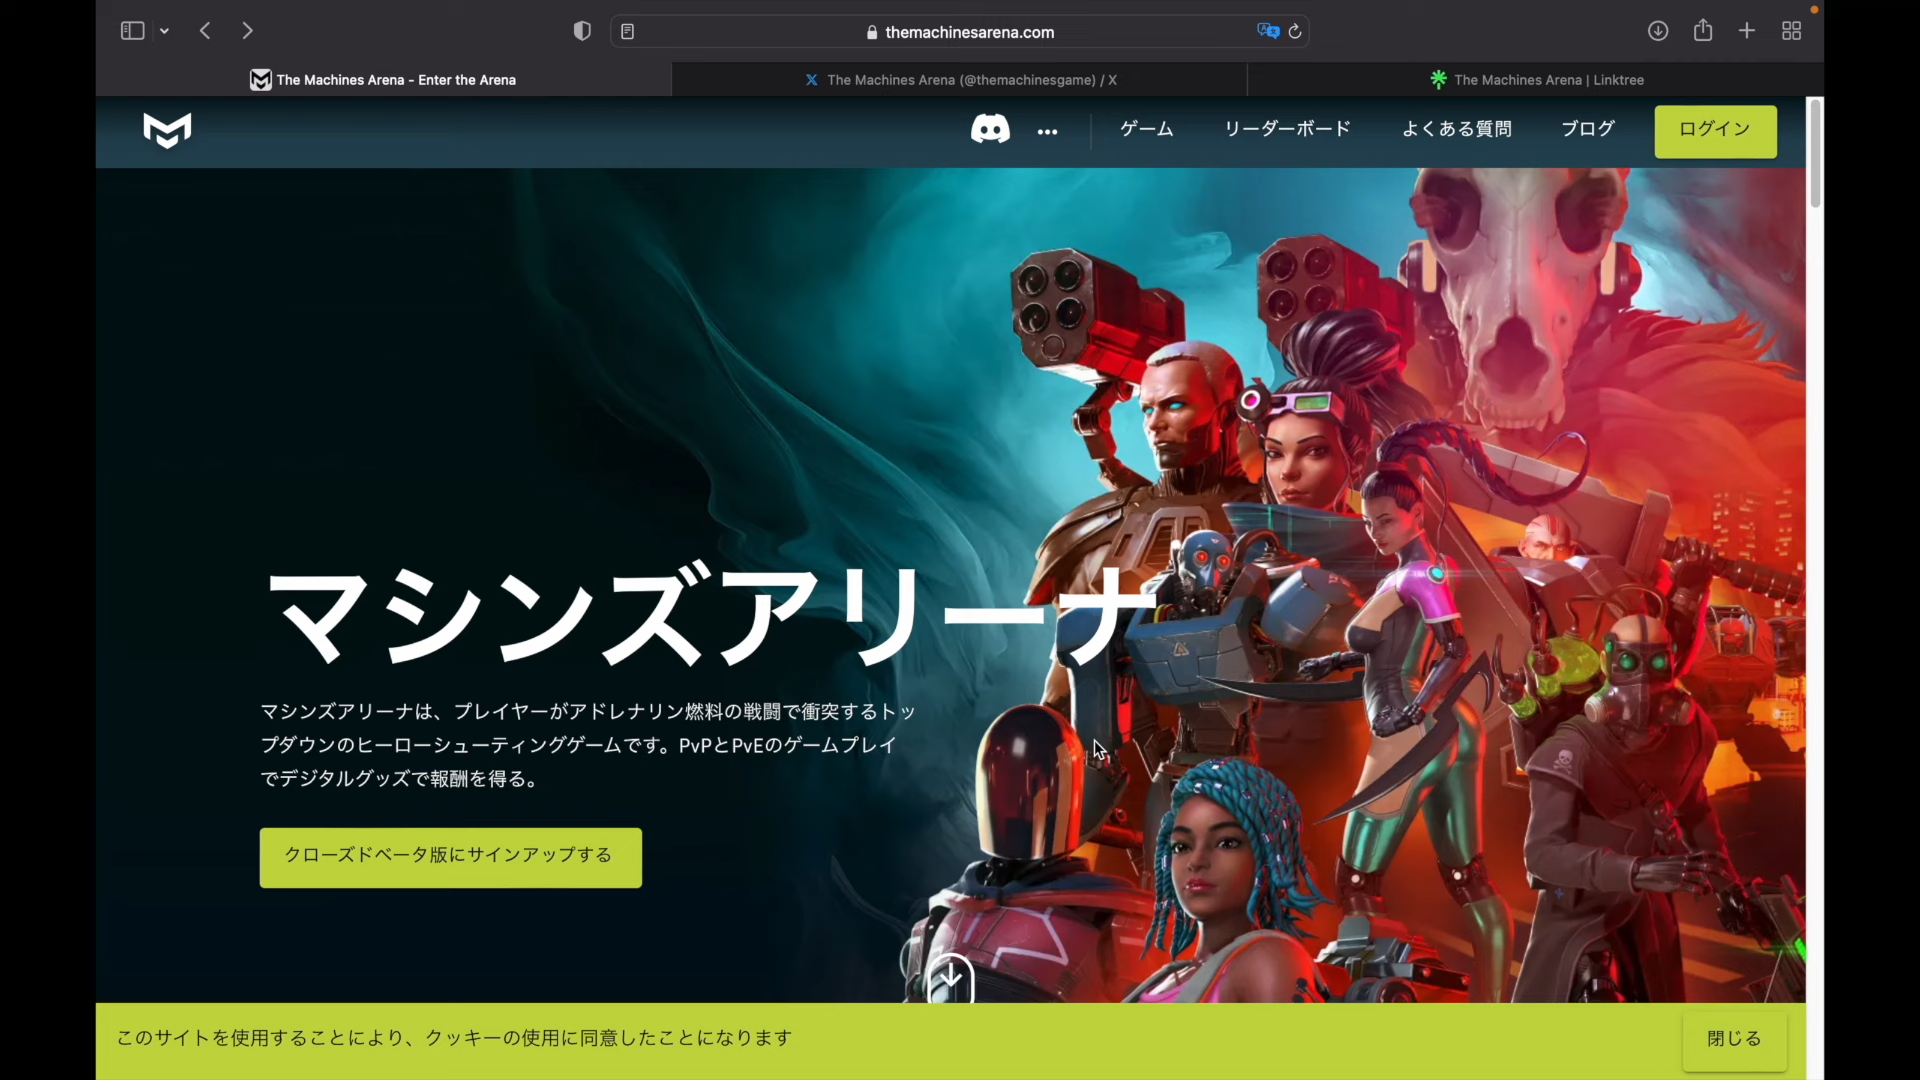 themachinesarena.com
The Machines Arena - Enter the Arena
The Machines Arena (@themachinesgame) / X
The Machines Arena | Linktree
ゲーム
リーダーボード
よくある質問
ブログ
ログイン
マシンズアリーナ
マシンズアリーナは、プレイヤーがアドレナリン燃料の戦闘で衝突するトッ
プダウンのヒーローシューティングゲームです。PvPとPvEのゲームプレイ
でデジタルグッズで報酬を得る。
クローズドベータ版にサインアップする
このサイトを使用することにより、クッキーの使用に同意したことになります
閉じる